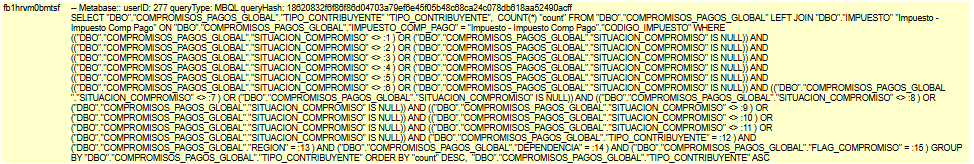 fb1hrvm0bmtsf -- Metabase:: userID: 277 queryType: MBQL queryHash: 18620832f6f86f86d04703a79ef6e45f05b48c68ca24c078db618aa52490acff
SELECT "DBO"."COMPROMISOS_PAGOS_GLOBAL"."TIPO_CONTRIBUYENTE" "TIPO_CONTRIBUYENTE", COUNT(*) "count" FROM "DBO"."COMPROMISOS_PAGOS_GLOBAL" LEFT JOIN "DBO"."IMPUESTO" "Impuesto -
Impuesto Comp Pago" ON "DBO"."COMPROMISOS_PAGOS_GLOBAL"."IMPUESTO_COMP_PAGO" = "Impuesto - Impuesto Comp Pago"."CODIGO_IMPUESTO" WHERE
(("DBO"."COMPROMISOS_PAGOS_GLOBAL"."SITUACION_COMPROMISO" <> :1 ) OR ("DBO"."COMPROMISOS_PAGOS_GLOBAL"."SITUACION_COMPROMISO" IS NULL)) AND
(("DBO"."COMPROMISOS_PAGOS_GLOBAL"."SITUACION_COMPROMISO" <> :2 ) OR ("DBO"."COMPROMISOS_PAGOS_GLOBAL"."SITUACION_COMPROMISO" IS NULL)) AND
(("DBO"."COMPROMISOS_PAGOS_GLOBAL"."SITUACION_COMPROMISO" <> :3 ) OR ("DBO"."COMPROMISOS_PAGOS_GLOBAL"."SITUACION_COMPROMISO" IS NULL)) AND
(("DBO"."COMPROMISOS_PAGOS_GLOBAL"."SITUACION_COMPROMISO" <> :4 ) OR ("DBO"."COMPROMISOS_PAGOS_GLOBAL"."SITUACION_COMPROMISO" IS NULL)) AND
(("DBO"."COMPROMISOS_PAGOS_GLOBAL"."SITUACION_COMPROMISO" <> :5 ) OR ("DBO"."COMPROMISOS_PAGOS_GLOBAL"."SITUACION_COMPROMISO" IS NULL)) AND
(("DBO"."COMPROMISOS_PAGOS_GLOBAL"."SITUACION_COMPROMISO" <> :6 ) OR ("DBO"."COMPROMISOS_PAGOS_GLOBAL"."SITUACION_COMPROMISO" IS NULL)) AND (("DBO"."COMPROMISOS_PAGOS_GLOBAL
"."SITUACION_COMPROMISO" <> :7 ) OR ("DBO"."COMPROMISOS_PAGOS_GLOBAL"."SITUACION_COMPROMISO" IS NULL)) AND (("DBO"."COMPROMISOS_PAGOS_GLOBAL"."SITUACION_COMPROMISO" <> :8 ) OR
("DBO"."COMPROMISOS_PAGOS_GLOBAL"."SITUACION_COMPROMISO" IS NULL)) AND (("DBO"."COMPROMISOS_PAGOS_GLOBAL"."SITUACION_COMPROMISO" <> :9 ) OR
("DBO"."COMPROMISOS_PAGOS_GLOBAL"."SITUACION_COMPROMISO" IS NULL)) AND (("DBO"."COMPROMISOS_PAGOS_GLOBAL"."SITUACION_COMPROMISO" <> :10 ) OR
("DBO"."COMPROMISOS_PAGOS_GLOBAL"."SITUACION_COMPROMISO" IS NULL)) AND (("DBO"."COMPROMISOS_PAGOS_GLOBAL"."SITUACION_COMPROMISO" <> :11 ) OR
("DBO"."COMPROMISOS_PAGOS_GLOBAL"."SITUACION_COMPROMISO" IS NULL)) AND ("DBO"."COMPROMISOS_PAGOS_GLOBAL"."TIPO_CONTRIBUYENTE" = :12 ) AND
("DBO"."COMPROMISOS_PAGOS_GLOBAL"."REGION" = :13 ) AND ("DBO"."COMPROMISOS_PAGOS_GLOBAL"."DEPENDENCIA" = :14 ) AND ("DBO"."COMPROMISOS_PAGOS_GLOBAL"."FLAG_COMPROMISO" = :15 ) GROUP
BY "DBO"."COMPROMISOS_PAGOS_GLOBAL"."TIPO_CONTRIBUYENTE" ORDER BY "count" DESC, "DBO"."COMPROMISOS_PAGOS_GLOBAL"."TIPO_CONTRIBUYENTE" ASC